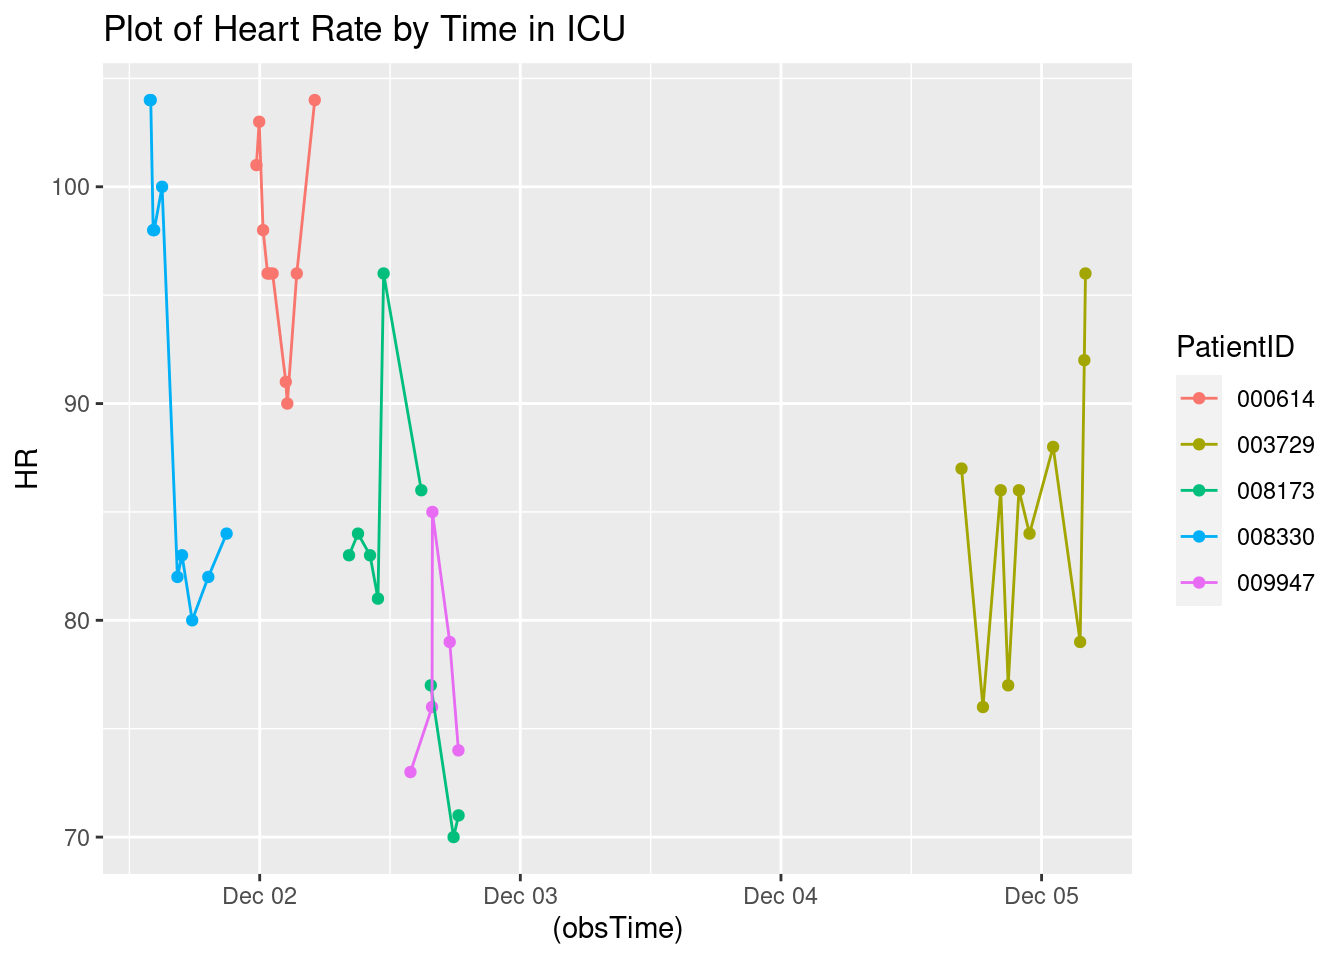 Plot of Heart Rate by Time in ICU
HR
100
90
80
70
Dec 02
Dec 03
Dec 04
Dec 05
(obsTime)
PatientID
000614
003729
008173
008330
009947